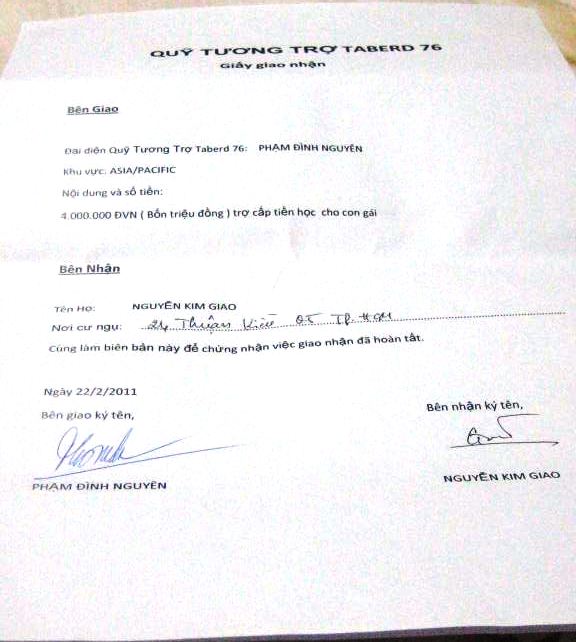 QUỸ TƯƠNG TRỢ TABERD 76
Giấy giao nhận
Bên Giao
Đại diện Quỹ Tương Trợ Taberd 76: PHẠM ĐÌNH NGUYÊN
Khu vực: ASIA/PACIFIC
Nội dung và số tiền:
4.000.000 ĐVN ( Bốn triệu đồng ) trợ cấp tiền học cho con gái
Bên Nhận
Tên Họ: NGUYỄN KIM GIAO
Nơi cư ngụ: 24 Thuận Kiều Q5 Tp. HCM
Cùng làm biên bản này để chứng nhận việc giao nhận đã hoàn tất.
Ngày 22/2/2011
Bên giao ký tên,
Bên nhận ký tên,
PHẠM ĐÌNH NGUYÊN
NGUYỄN KIM GIAO